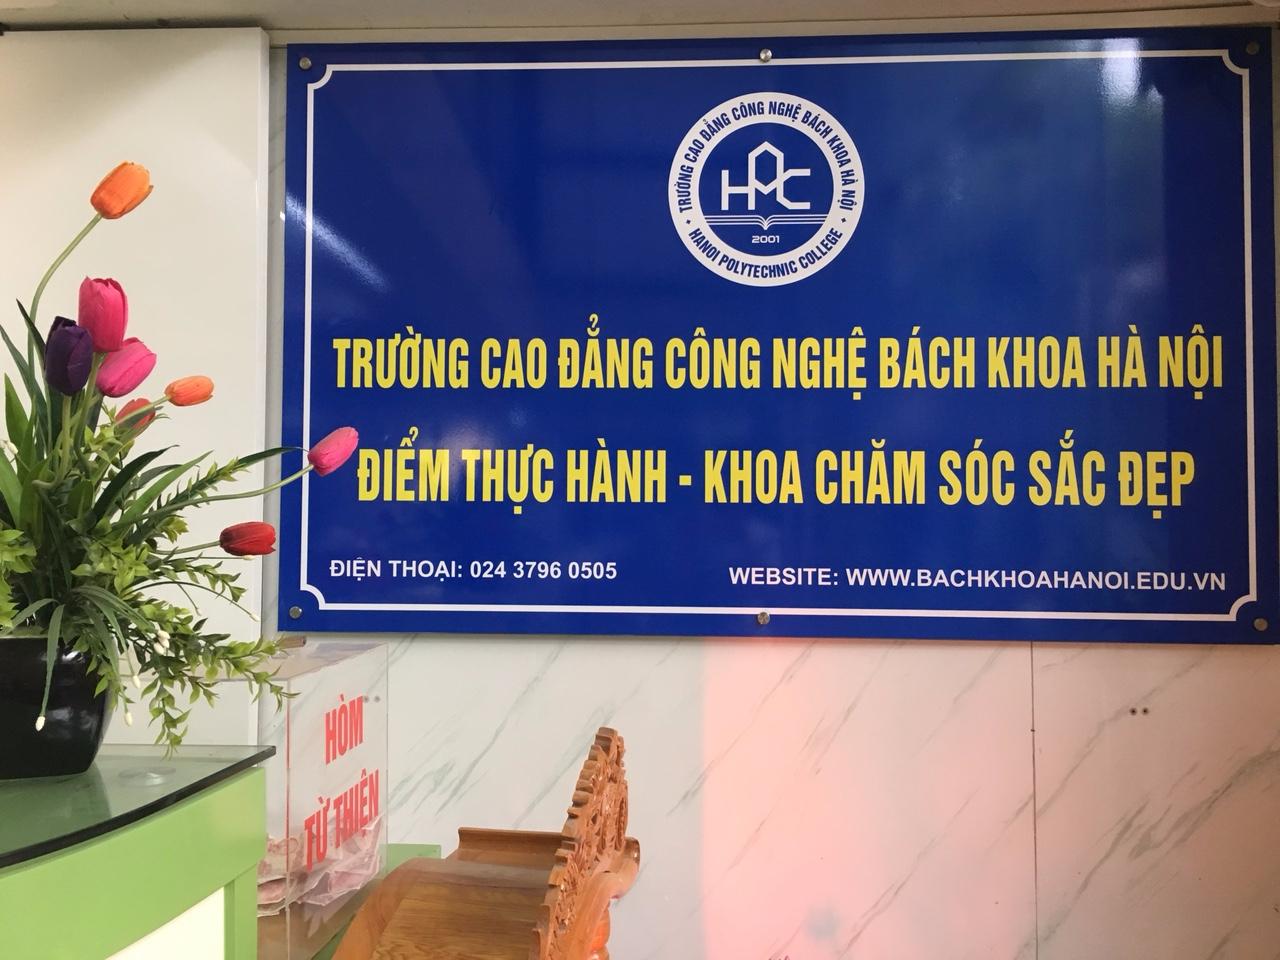 TRƯỜNG CAO ĐẲNG CÔNG NGHỆ BÁCH KHOA HÀ NỘI
HPC
2001
HANOI POLYTECHNIC COLLEGE
TRƯỜNG CAO ĐẲNG CÔNG NGHỆ BÁCH KHOA HÀ NỘI
ĐIỂM THỰC HÀNH - KHOA CHĂM SÓC SẮC ĐẸP
ĐIỆN THOẠI: 024 3796 0505
WEBSITE: WWW.BACHKHOAHANOI.EDU.VN
HÒM
TỪ THIỆN